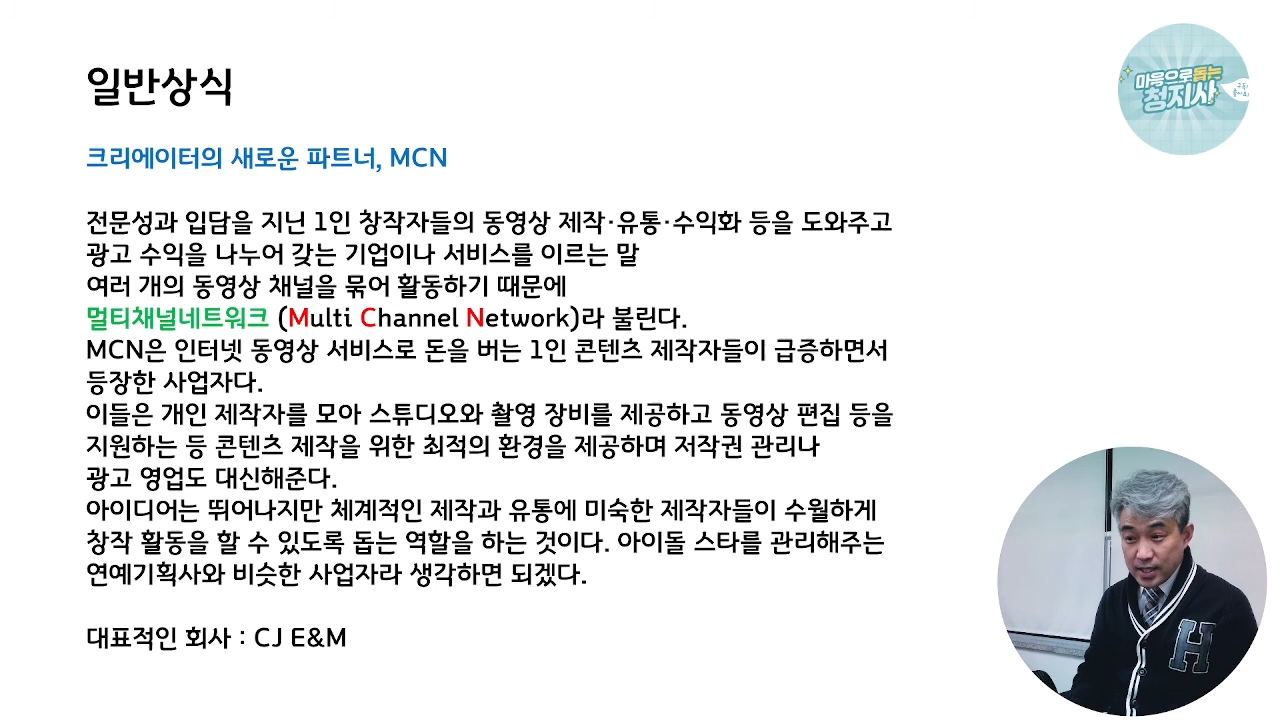 일반상식
마음으로돕는
청지사
크리에이터의 새로운 파트너, MCN
전문성과 입담을 지닌 1인 창작자들의 동영상 제작·유통·수익화 등을 도와주고
광고 수익을 나누어 갖는 기업이나 서비스를 이르는 말
여러 개의 동영상 채널을 묶어 활동하기 때문에
멀티채널네트워크 (Multi Channel Network)라 불린다.
MCN은 인터넷 동영상 서비스로 돈을 버는 1인 콘텐츠 제작자들이 급증하면서
등장한 사업자다.
이들은 개인 제작자를 모아 스튜디오와 촬영 장비를 제공하고 동영상 편집 등을
지원하는 등 콘텐츠 제작을 위한 최적의 환경을 제공하며 저작권 관리나
광고 영업도 대신해준다.
아이디어는 뛰어나지만 체계적인 제작과 유통에 미숙한 제작자들이 수월하게
창작 활동을 할 수 있도록 돕는 역할을 하는 것이다. 아이돌 스타를 관리해주는
연예기획사와 비슷한 사업자라 생각하면 되겠다.
대표적인 회사 : CJ E&M
H